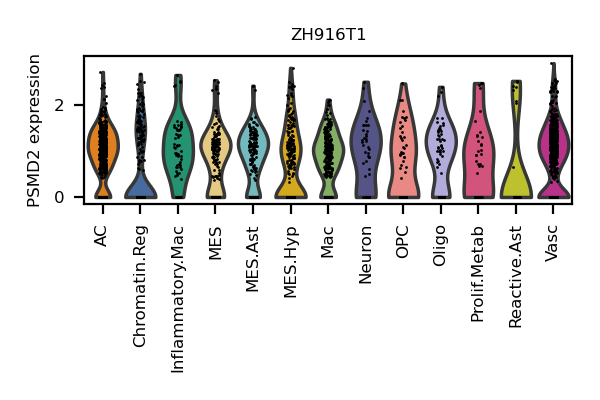 ZH916T1
PSMD2 expression
2
0
AC
Chromatin.Reg
Inflammatory.Mac
MES
MES.Ast
MES.Hyp
Mac
Neuron
OPC
Oligo
Prolif.Metab
Reactive.Ast
Vasc